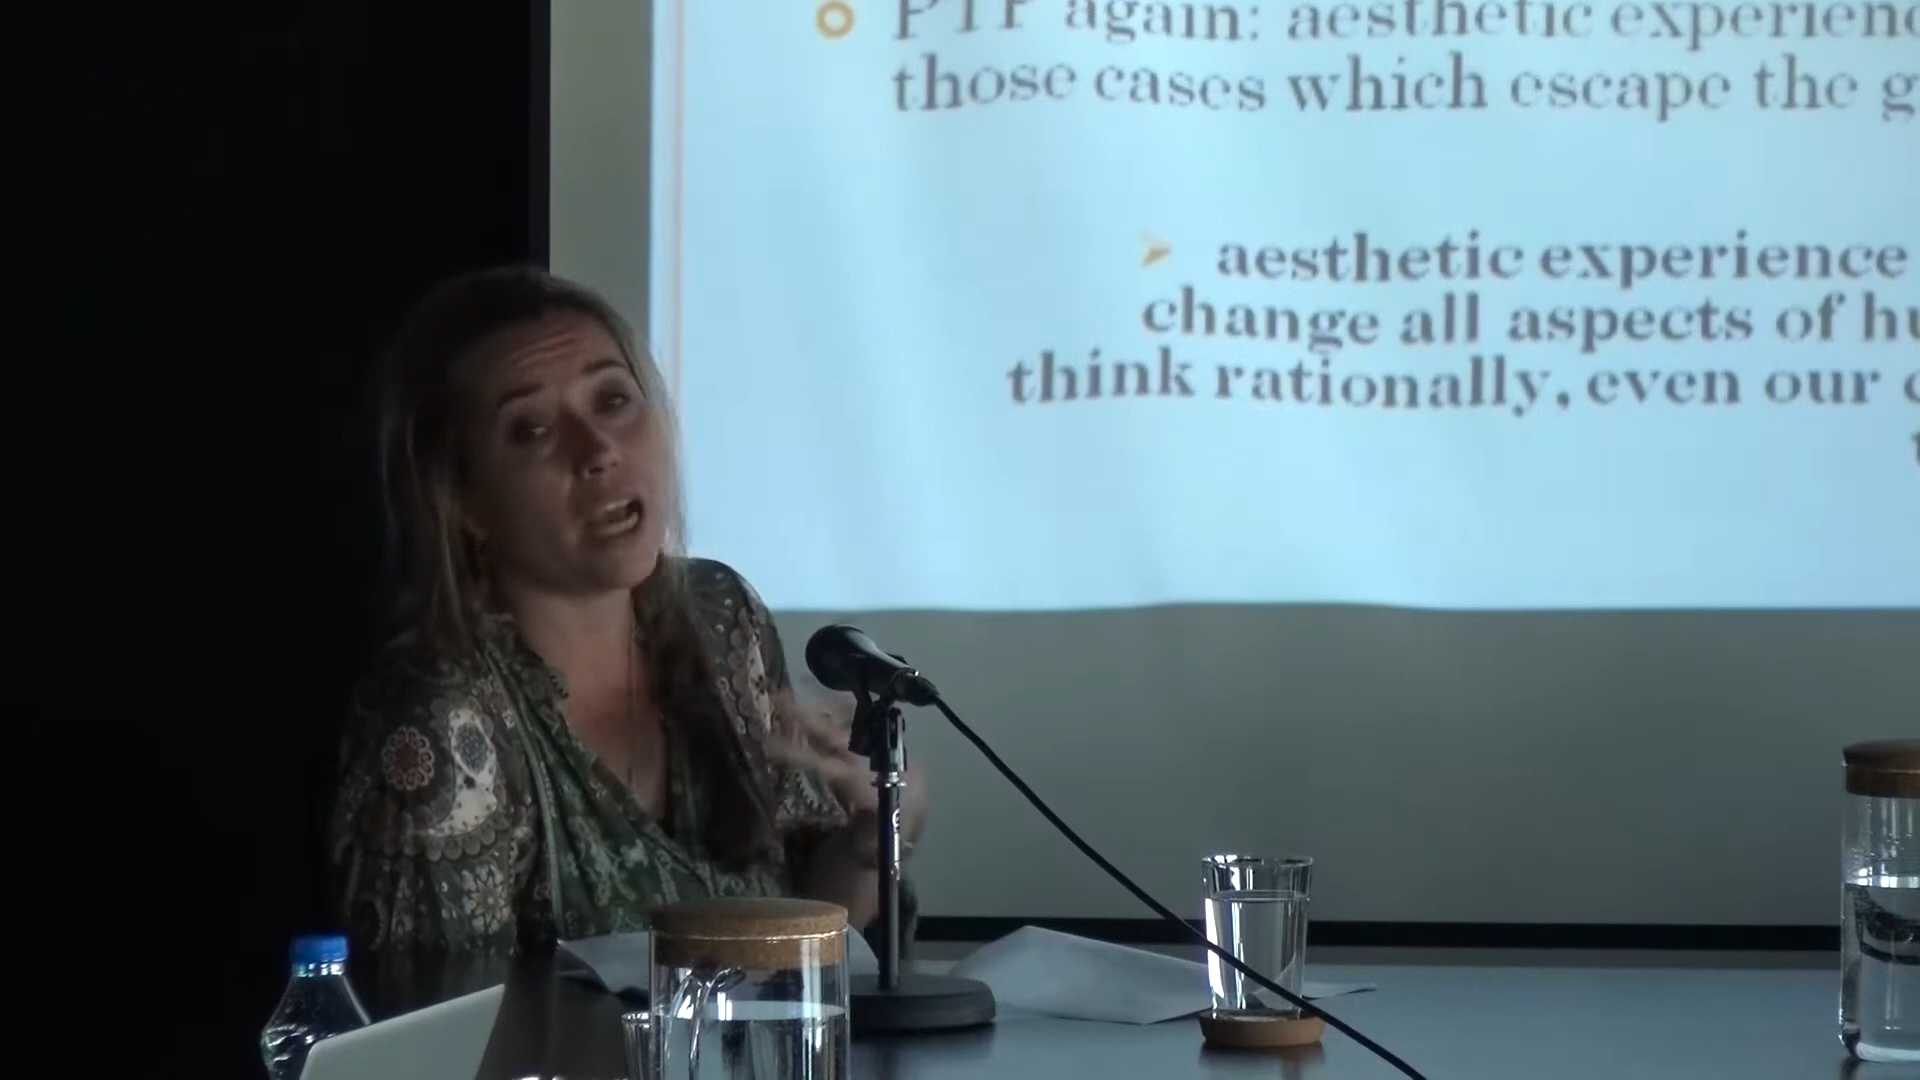 PTP again: aesthetic experienc
those cases which escape the g
aesthetic experience
change all aspects of hu
think rationally, even our c
t